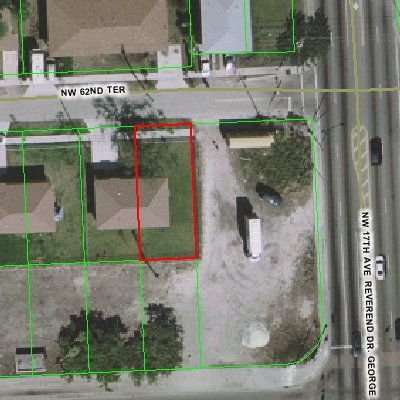 NW 62ND TER
NW 17TH AVE REVEREND DR. GEORGE